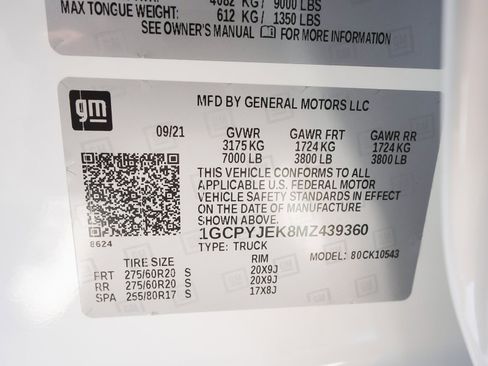 4082 KG / 9000 LBS
MAX TONGUE WEIGHT: 612 KG / 1350 LBS
SEE OWNER'S MANUAL FOR MORE INFORMATION
gm
MFD BY GENERAL MOTORS LLC
09/21 GVWR GAWR FRT GAWR RR
3175 KG 1724 KG 1724 KG
7000 LB 3800 LB 3800 LB
THIS VEHICLE CONFORMS TO ALL
APPLICABLE U.S. FEDERAL MOTOR
VEHICLE SAFETY STANDARDS IN EFFECT
ON THE DATE OF MANUFACTURE
SHOWN ABOVE.
8624
1GCPYJEK8MZ439360
TYPE: TRUCK MODEL: 80CK10543
TIRE SIZE RIM
FRT 275/60R20 S 20X9J
RR 275/60R20 S 20X9J
SPA 255/80R17 S 17X8J